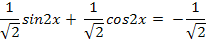 1/√2 sin2x + 1/√2 cos2x = −1/√2